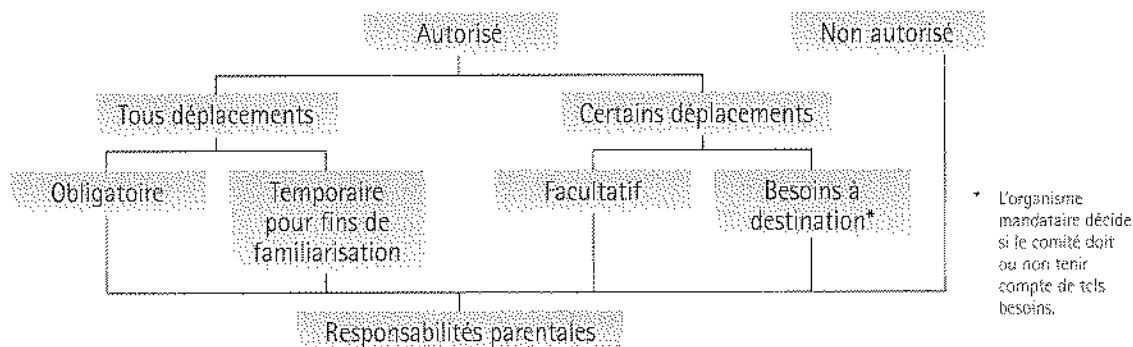 Autorisé
Non autorisé
Tous déplacements
Certains déplacements
Obligatoire
Temporaire
pour fins de
familiarisation
Facultatif
Besoins à
destination*
* L'organisme
mandataire décide
si le comité doit
ou non tenir
compte de tels
besoins.
Responsabilités parentales